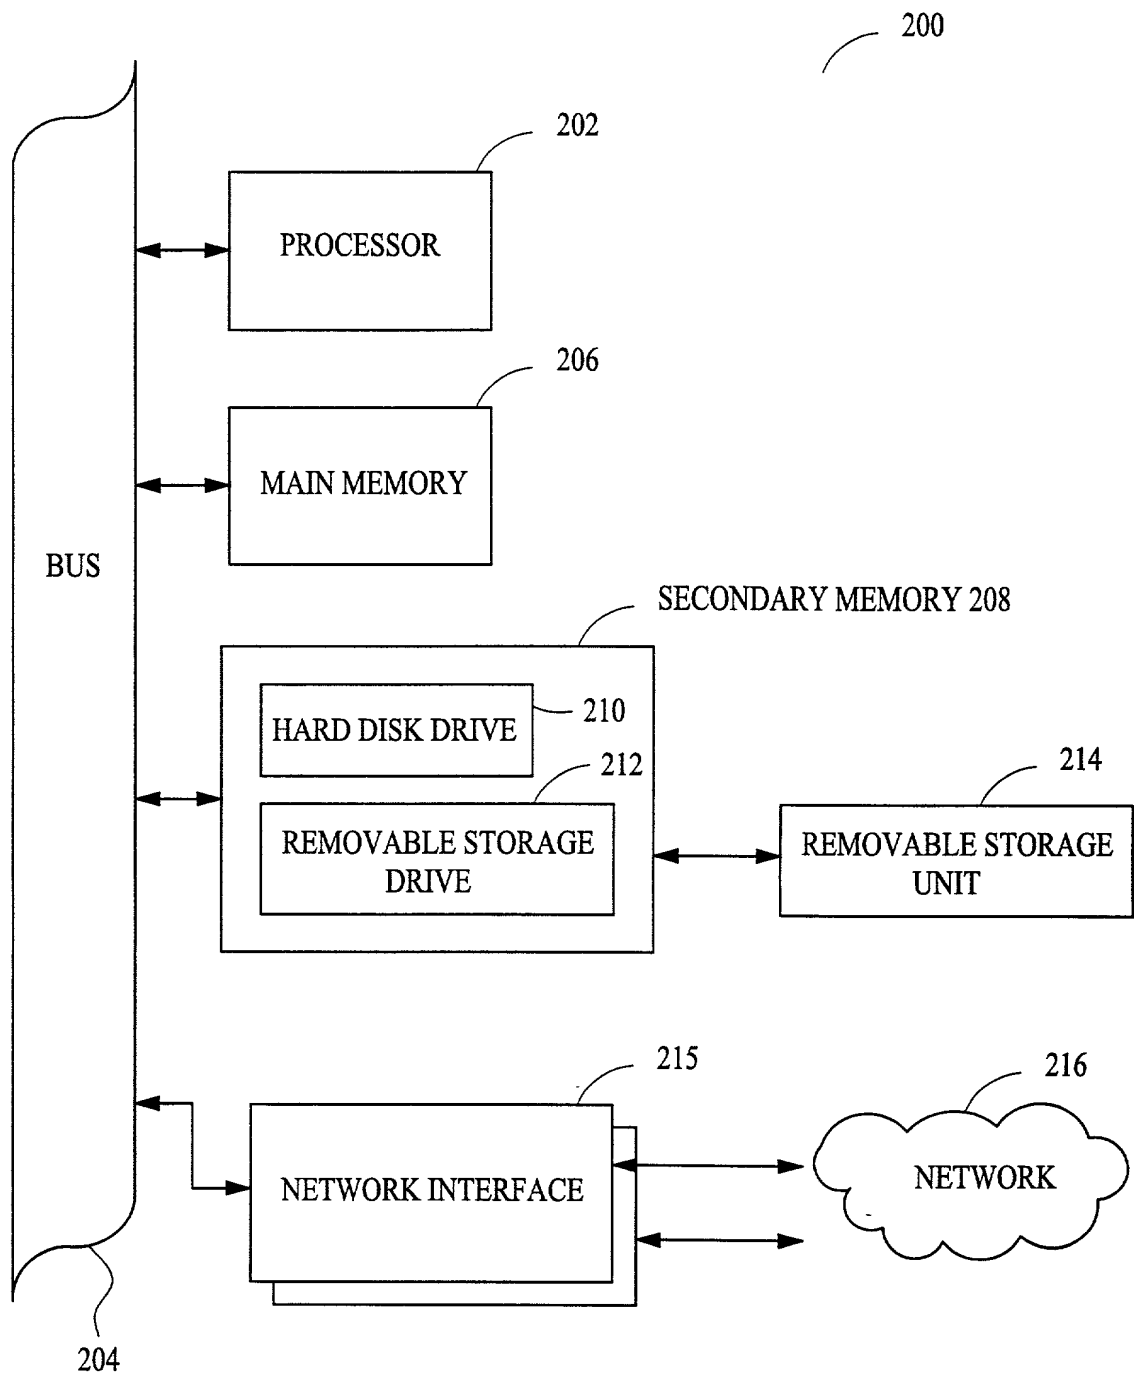 200
202
PROCESSOR
206
MAIN MEMORY
BUS
SECONDARY MEMORY 208
210
HARD DISK DRIVE
212
REMOVABLE STORAGE
DRIVE
214
REMOVABLE STORAGE
UNIT
215
NETWORK INTERFACE
216
NETWORK
204